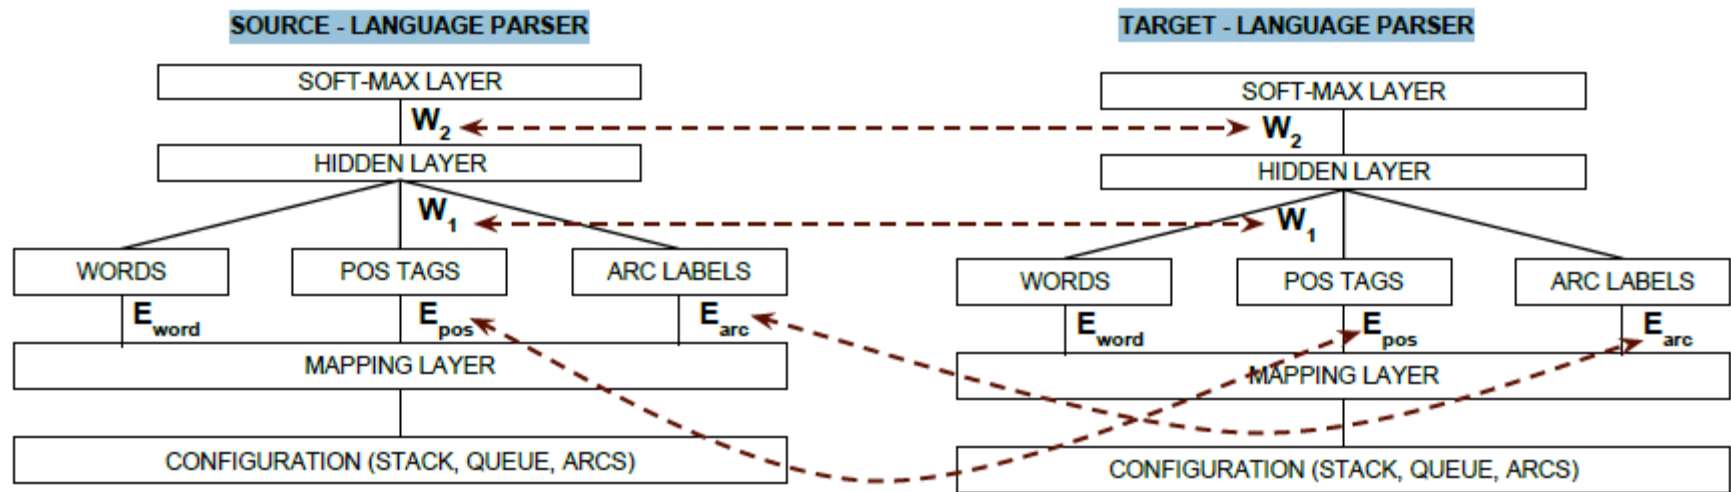 SOURCE - LANGUAGE PARSER
SOFT-MAX LAYER
W2
HIDDEN LAYER
W1
WORDS POS TAGS ARC LABELS
Eword Epos Earc
MAPPING LAYER
CONFIGURATION (STACK, QUEUE, ARCS)
TARGET - LANGUAGE PARSER
SOFT-MAX LAYER
W2
HIDDEN LAYER
W1
WORDS POS TAGS ARC LABELS
Eword Epos Earc
MAPPING LAYER
CONFIGURATION (STACK, QUEUE, ARCS)